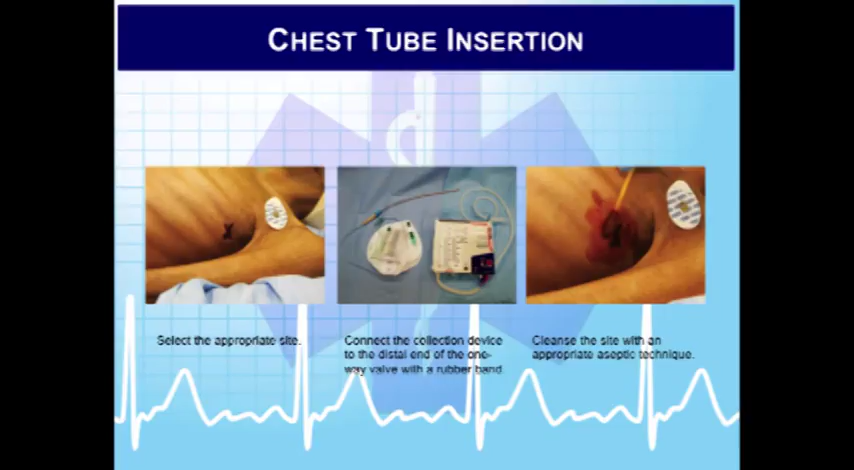 CHEST TUBE INSERTION
Select the appropriate site.
Connect the collection device
to the distal end of the one-
way valve with a rubber band.
Cleanse the site with an
appropriate aseptic technique.